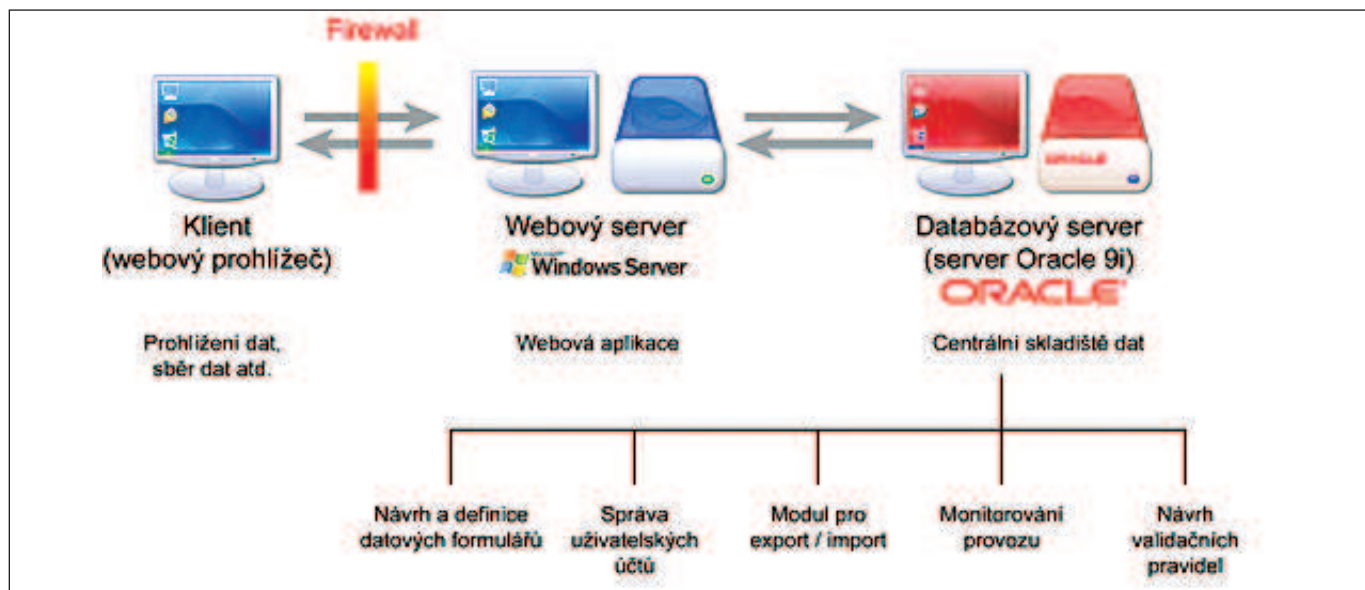 Firewall
ORACLE
Klient
(webový prohlížeč)
Webový server
Microsoft
Windows Server
Databázový server
(server Oracle 9i)
ORACLE
Prohlížení dat,
sběr dat atd.
Webová aplikace
Centrální skladiště dat
Návrh a definice
datových formulářů
Správa
uživatelských
účtů
Modul pro
export / import
Monitorování
provozu
Návrh
validačních
pravidel